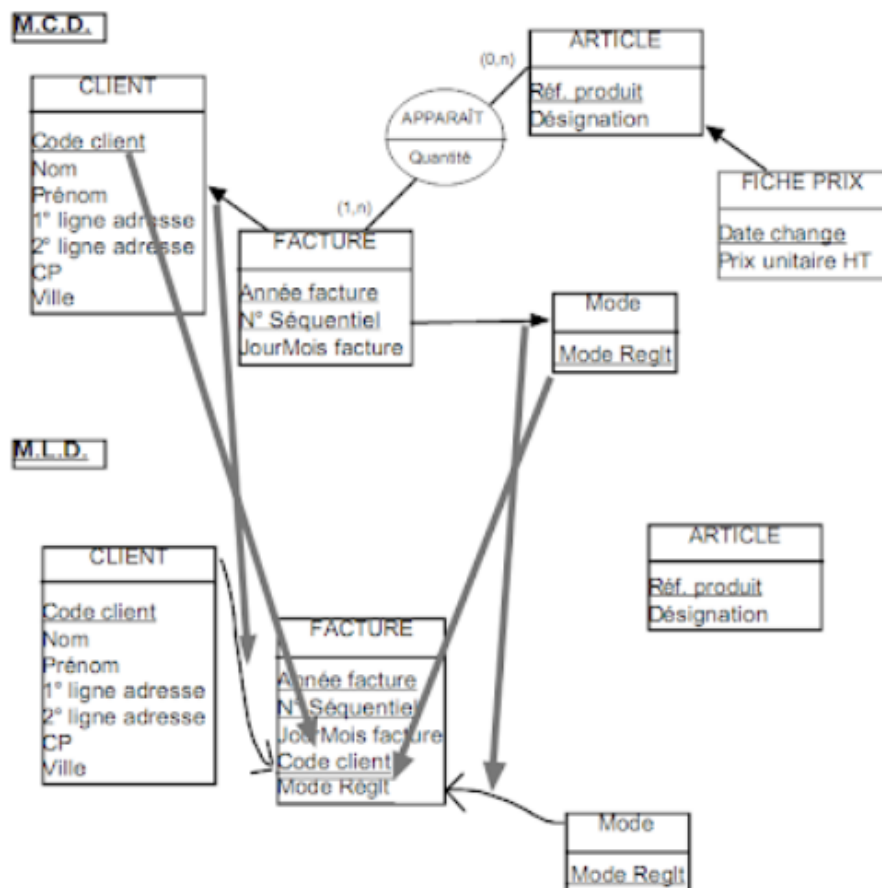 M.C.D.
CLIENT
Code client
Nom
Prénom
1° ligne adresse
2° ligne adresse
CP
Ville
(0,n)
ARTICLE
Réf. produit
Désignation
APPARAÎT
Quantité
(1,n)
FICHE PRIX
Date change
Prix unitaire HT
FACTURE
Année facture
N° Séquentiel
JourMois facture
Mode
Mode Reglt
M.L.D.
CLIENT
Code client
Nom
Prénom
1° ligne adresse
2° ligne adresse
CP
Ville
FACTURE
Année facture
N° Séquentiel
JourMois facture
Code client
Mode Règlt
ARTICLE
Réf. produit
Désignation
Mode
Mode Reglt